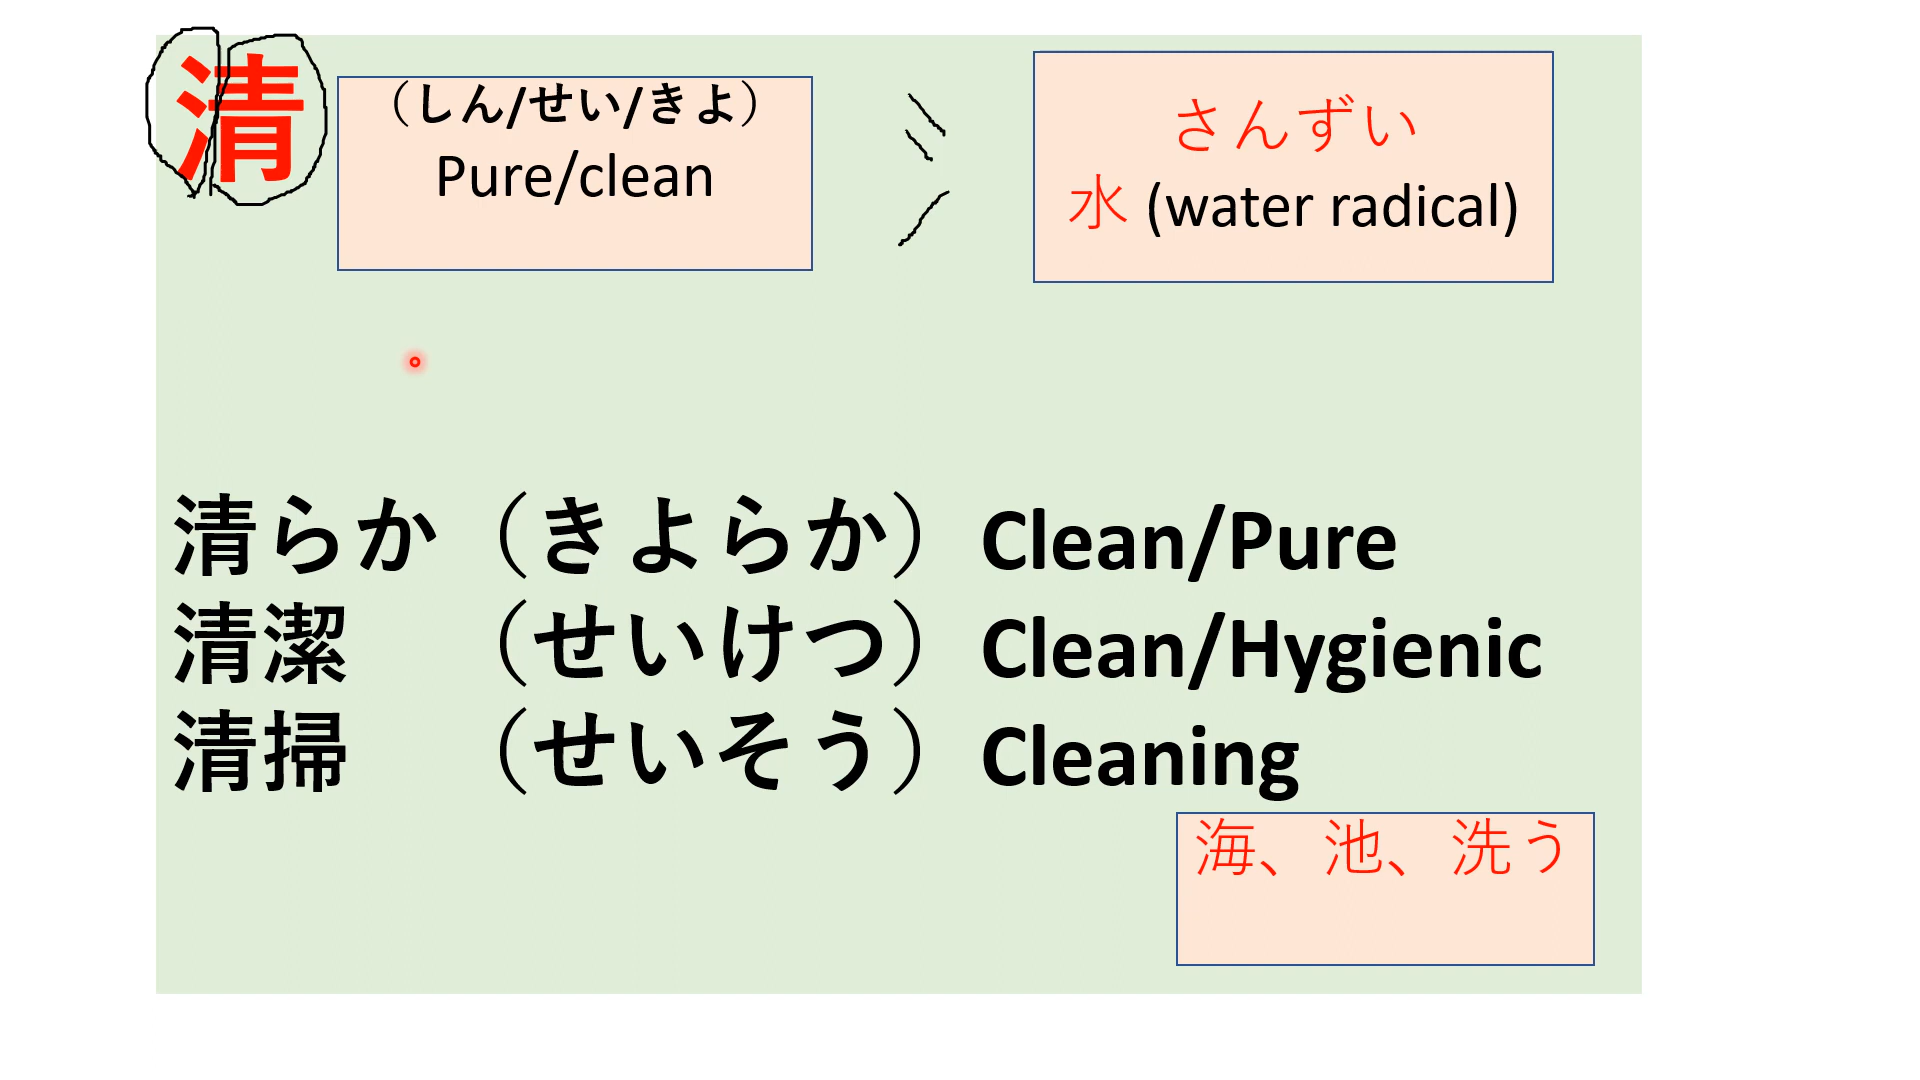 清
（しん/せい/きよ）
Pure/clean
さんずい
水 (water radical)
清らか（きよらか）Clean/Pure
清潔　（せいけつ）Clean/Hygienic
清掃　（せいそう）Cleaning
海、池、洗う